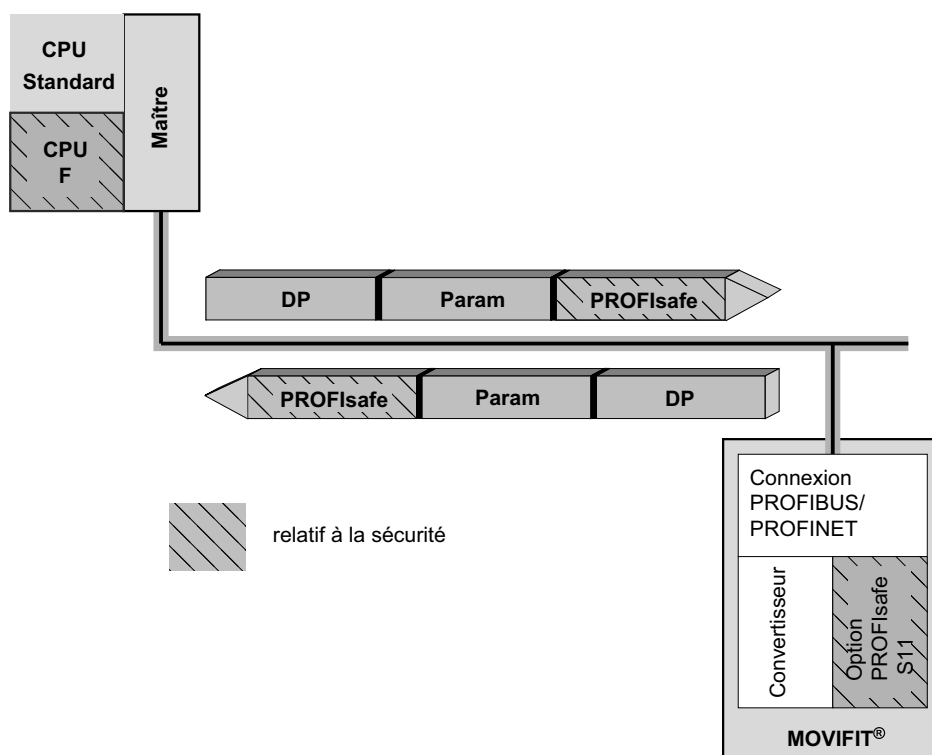 CPU
Standard
CPU
F
Maître
DP
Param
PROFIsafe
PROFIsafe
Param
DP
relatif à la sécurité
Connexion
PROFIBUS/
PROFINET
Convertisseur
Option
PROFIsafe
S11
MOVIFIT®